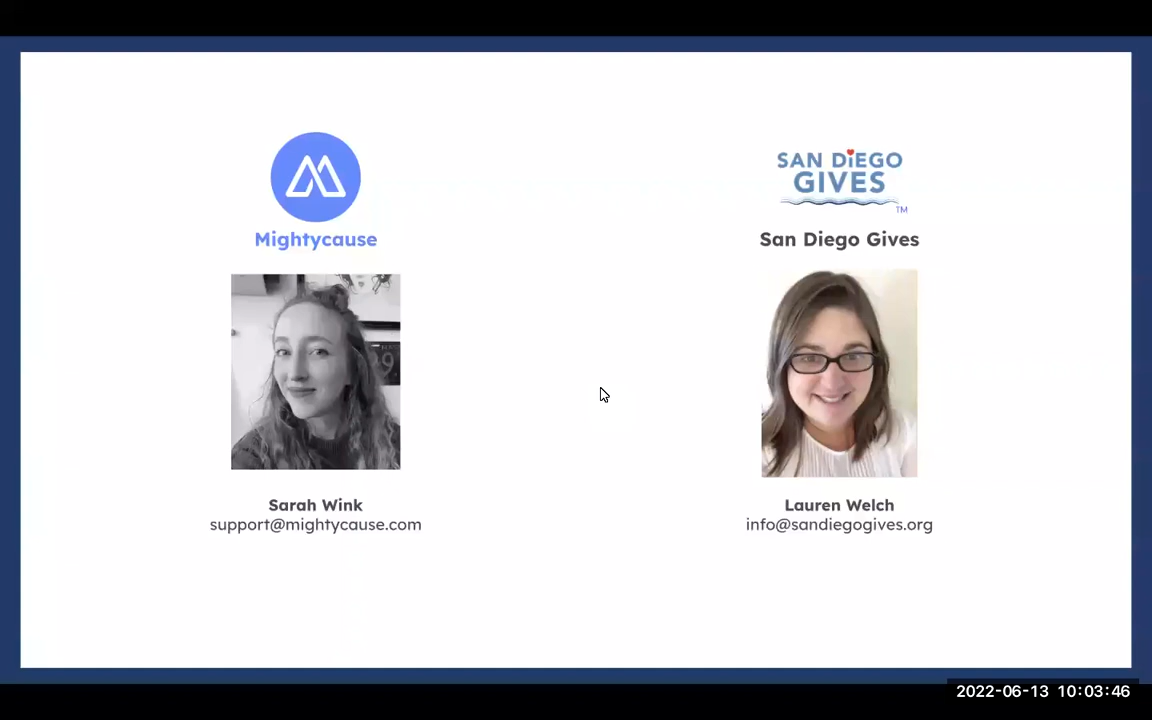 Mightycause
Sarah Wink
support@mightycause.com
SAN DiEGO
GIVES
TM
San Diego Gives
Lauren Welch
info@sandiegogives.org
2022-06-13 10:03:46